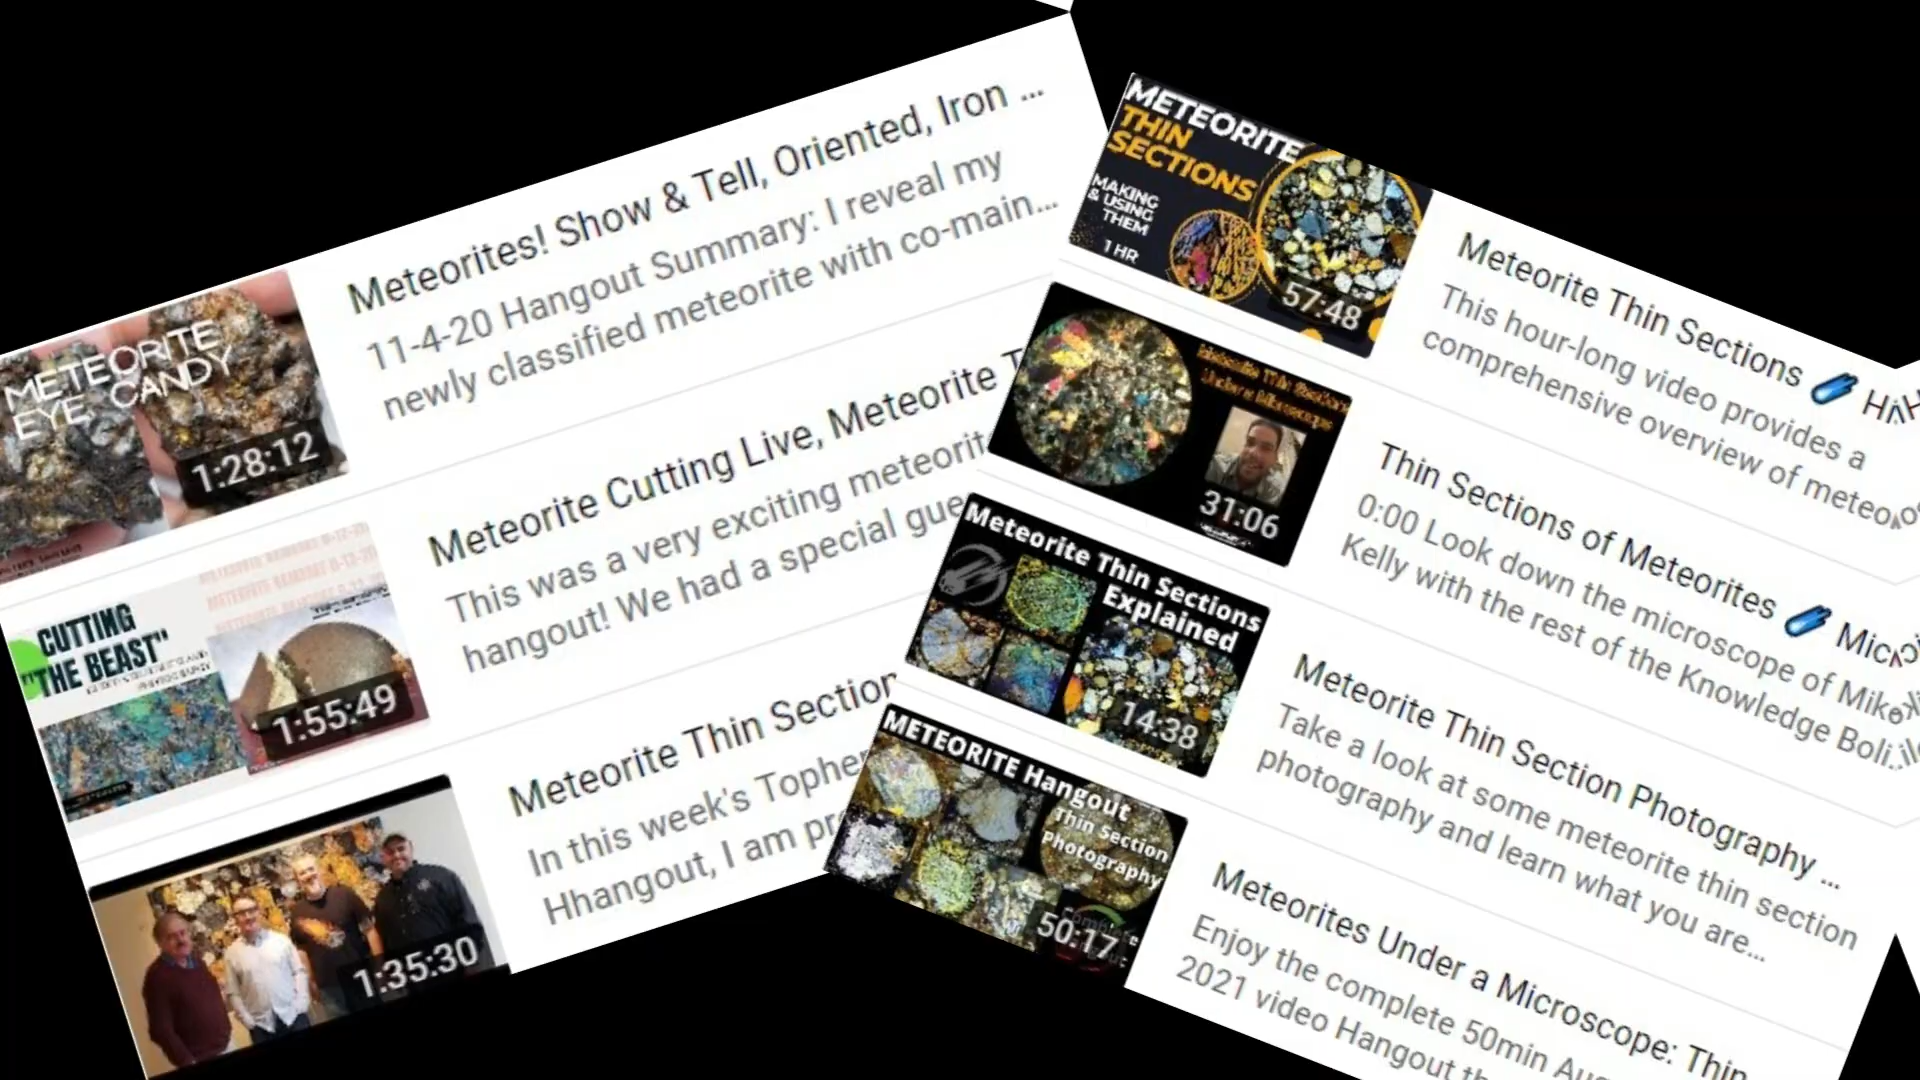 METEORITE
EYE CANDY
1:28:12
Meteorites! Show & Tell, Oriented, Iron ...
11-4-20 Hangout Summary: I reveal my
newly classified meteorite with co-main...
"CUTTING
THE BEAST"
1:55:49
Meteorite Cutting Live, Meteorite
This was a very exciting
hangout! We had a special
1:35:30
Meteorite Thin Section
In this week's Topher
Hhangout, I am
METEORITE
THIN
SECTIONS
MAKING
& USING
THEM
1 HR
57:48
Meteorite Thin Sections
This hour-long video provides a
comprehensive overview of
31:06
Thin Sections of Meteorites
0:00 Look down the microscope of
Kelly with the rest of the Knowledge
Meteorite Thin Sections
Explained
14:38
Meteorite Thin Section Photography ...
Take a look at some meteorite thin section
photography and learn what you are...
METEORITE Hangout
Thin Section
Photography
50:17
Meteorites Under a Microscope: Thin
Enjoy the complete 50min
2021 video Hangout